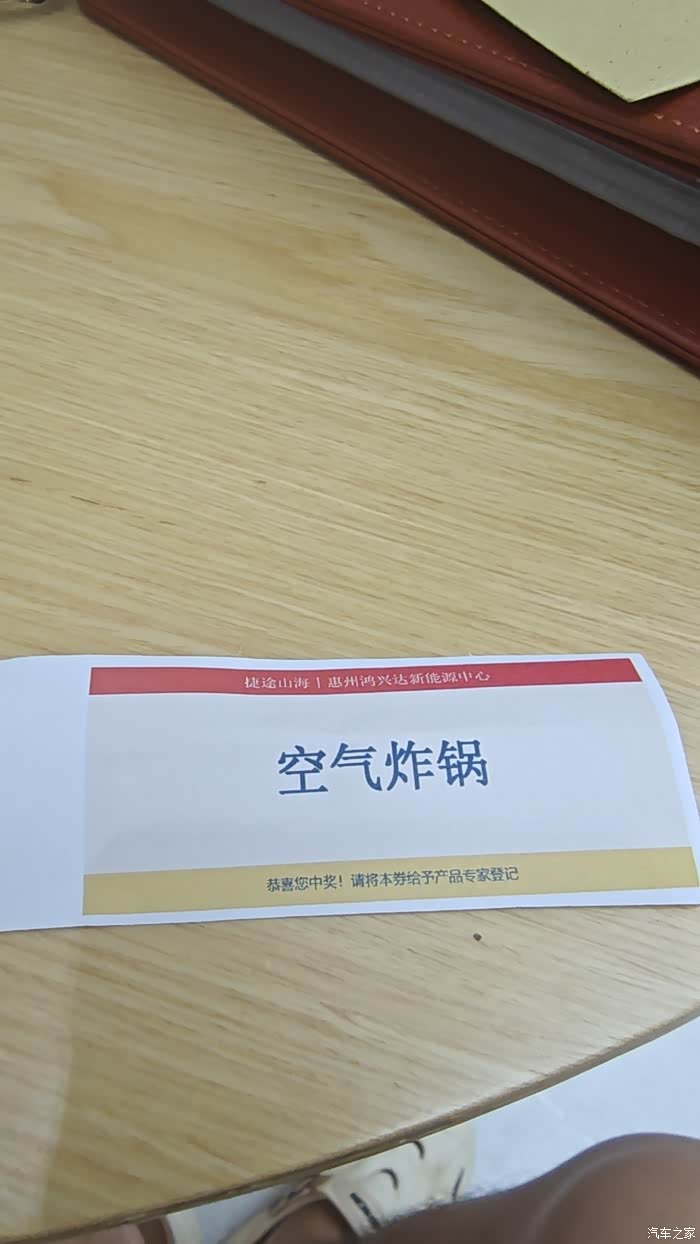 捷途山海丨惠州鸿兴达新能源中心
空气炸锅
恭喜您中奖！请将本券给予产品专家登记
汽车之家